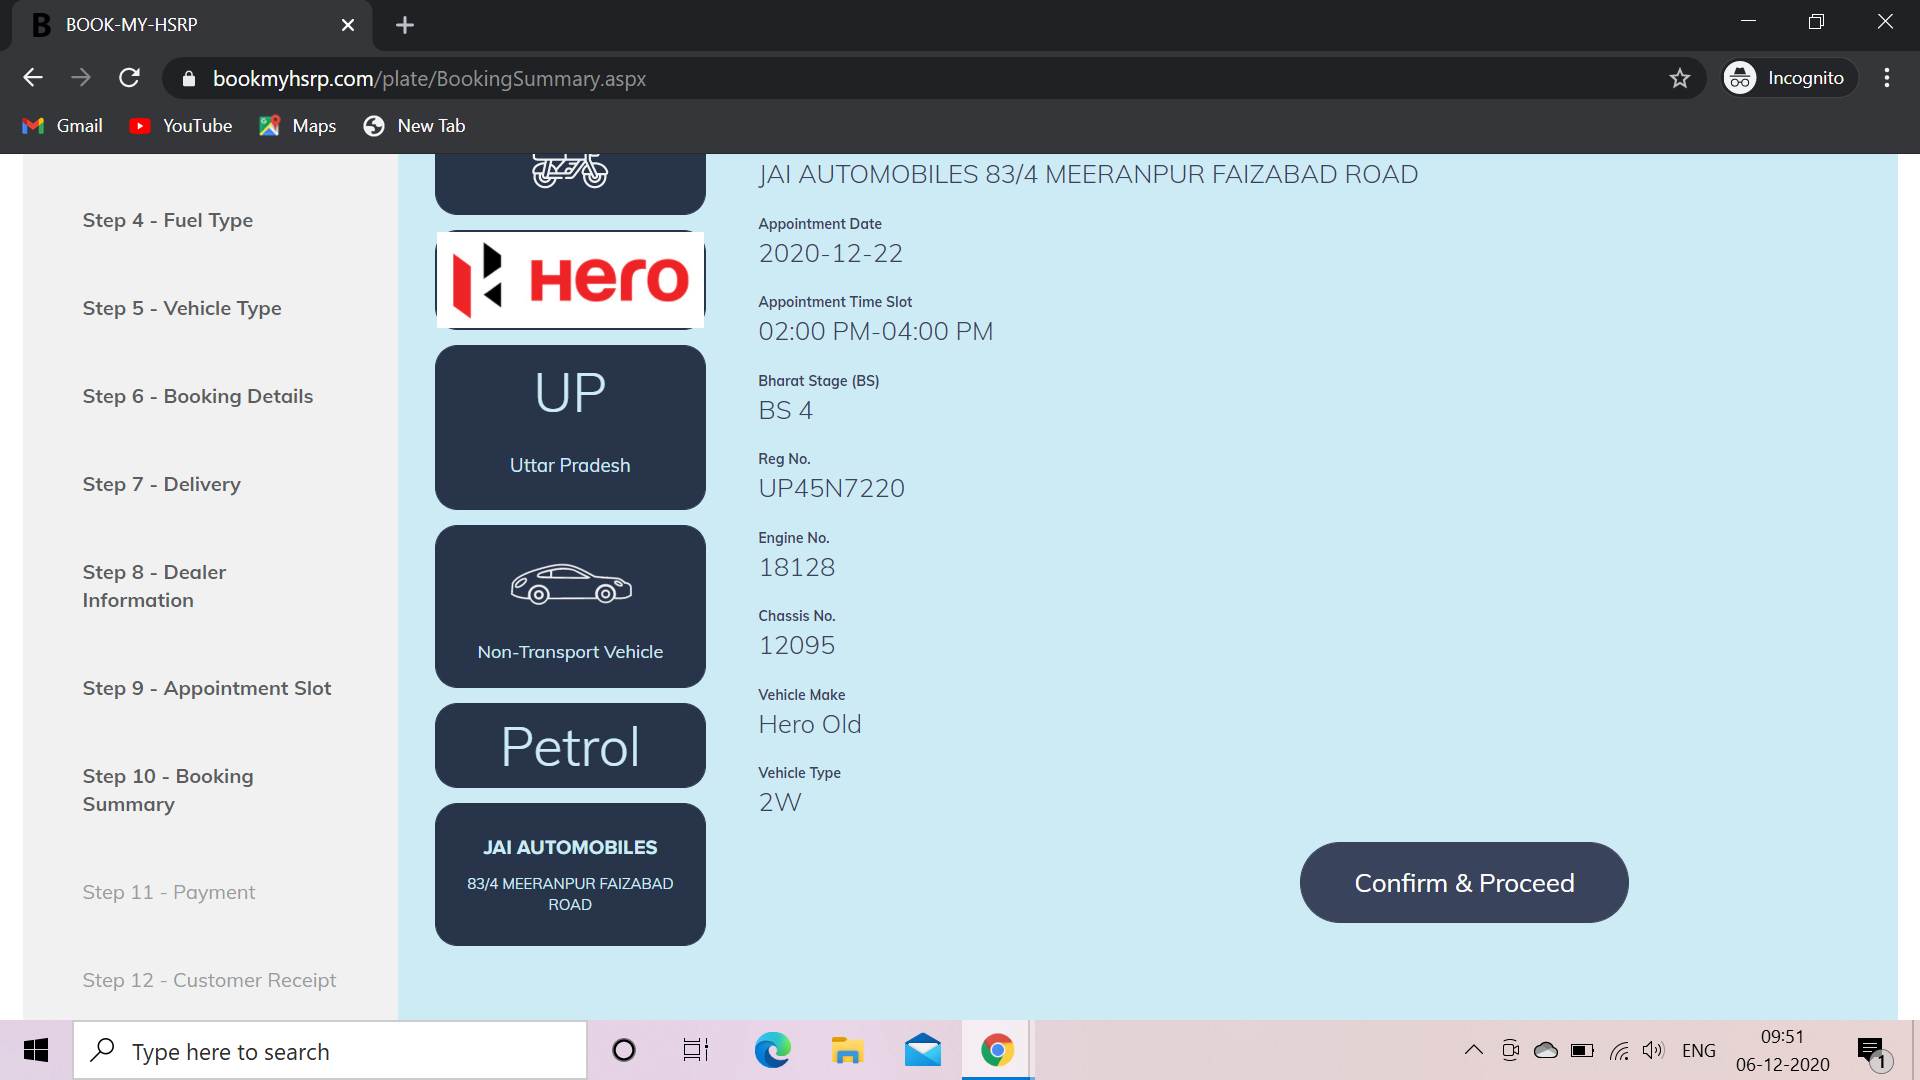 BOOK-MY-HSRP
bookmyhsrp.com/plate/BookingSummary.aspx
Incognito
Gmail
YouTube
Maps
New Tab
Step 4 - Fuel Type
Step 5 - Vehicle Type
Step 6 - Booking Details
Step 7 - Delivery
Step 8 - Dealer
Information
Step 9 - Appointment Slot
Step 10 - Booking
Summary
Step 11 - Payment
Step 12 - Customer Receipt
Hero
UP
Uttar Pradesh
Non-Transport Vehicle
Petrol
JAI AUTOMOBILES
83/4 MEERANPUR FAIZABAD
ROAD
JAI AUTOMOBILES 83/4 MEERANPUR FAIZABAD ROAD
Appointment Date
2020-12-22
Appointment Time Slot
02:00 PM-04:00 PM
Bharat Stage (BS)
BS 4
Reg No.
UP45N7220
Engine No.
18128
Chassis No.
12095
Vehicle Make
Hero Old
Vehicle Type
2W
Confirm & Proceed
Type here to search
ENG
09:51
06-12-2020
1